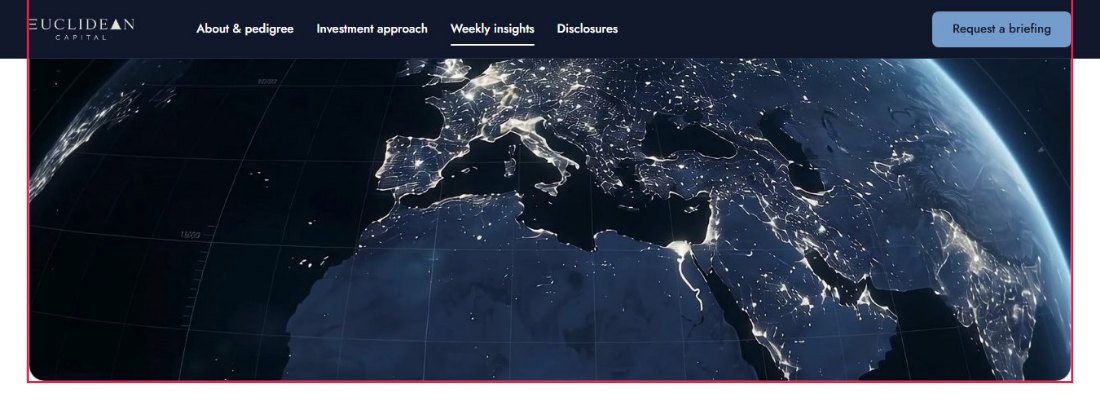 EUCLIDEAN
CAPITAL
About & pedigree
Investment approach
Weekly insights
Disclosures
Request a briefing